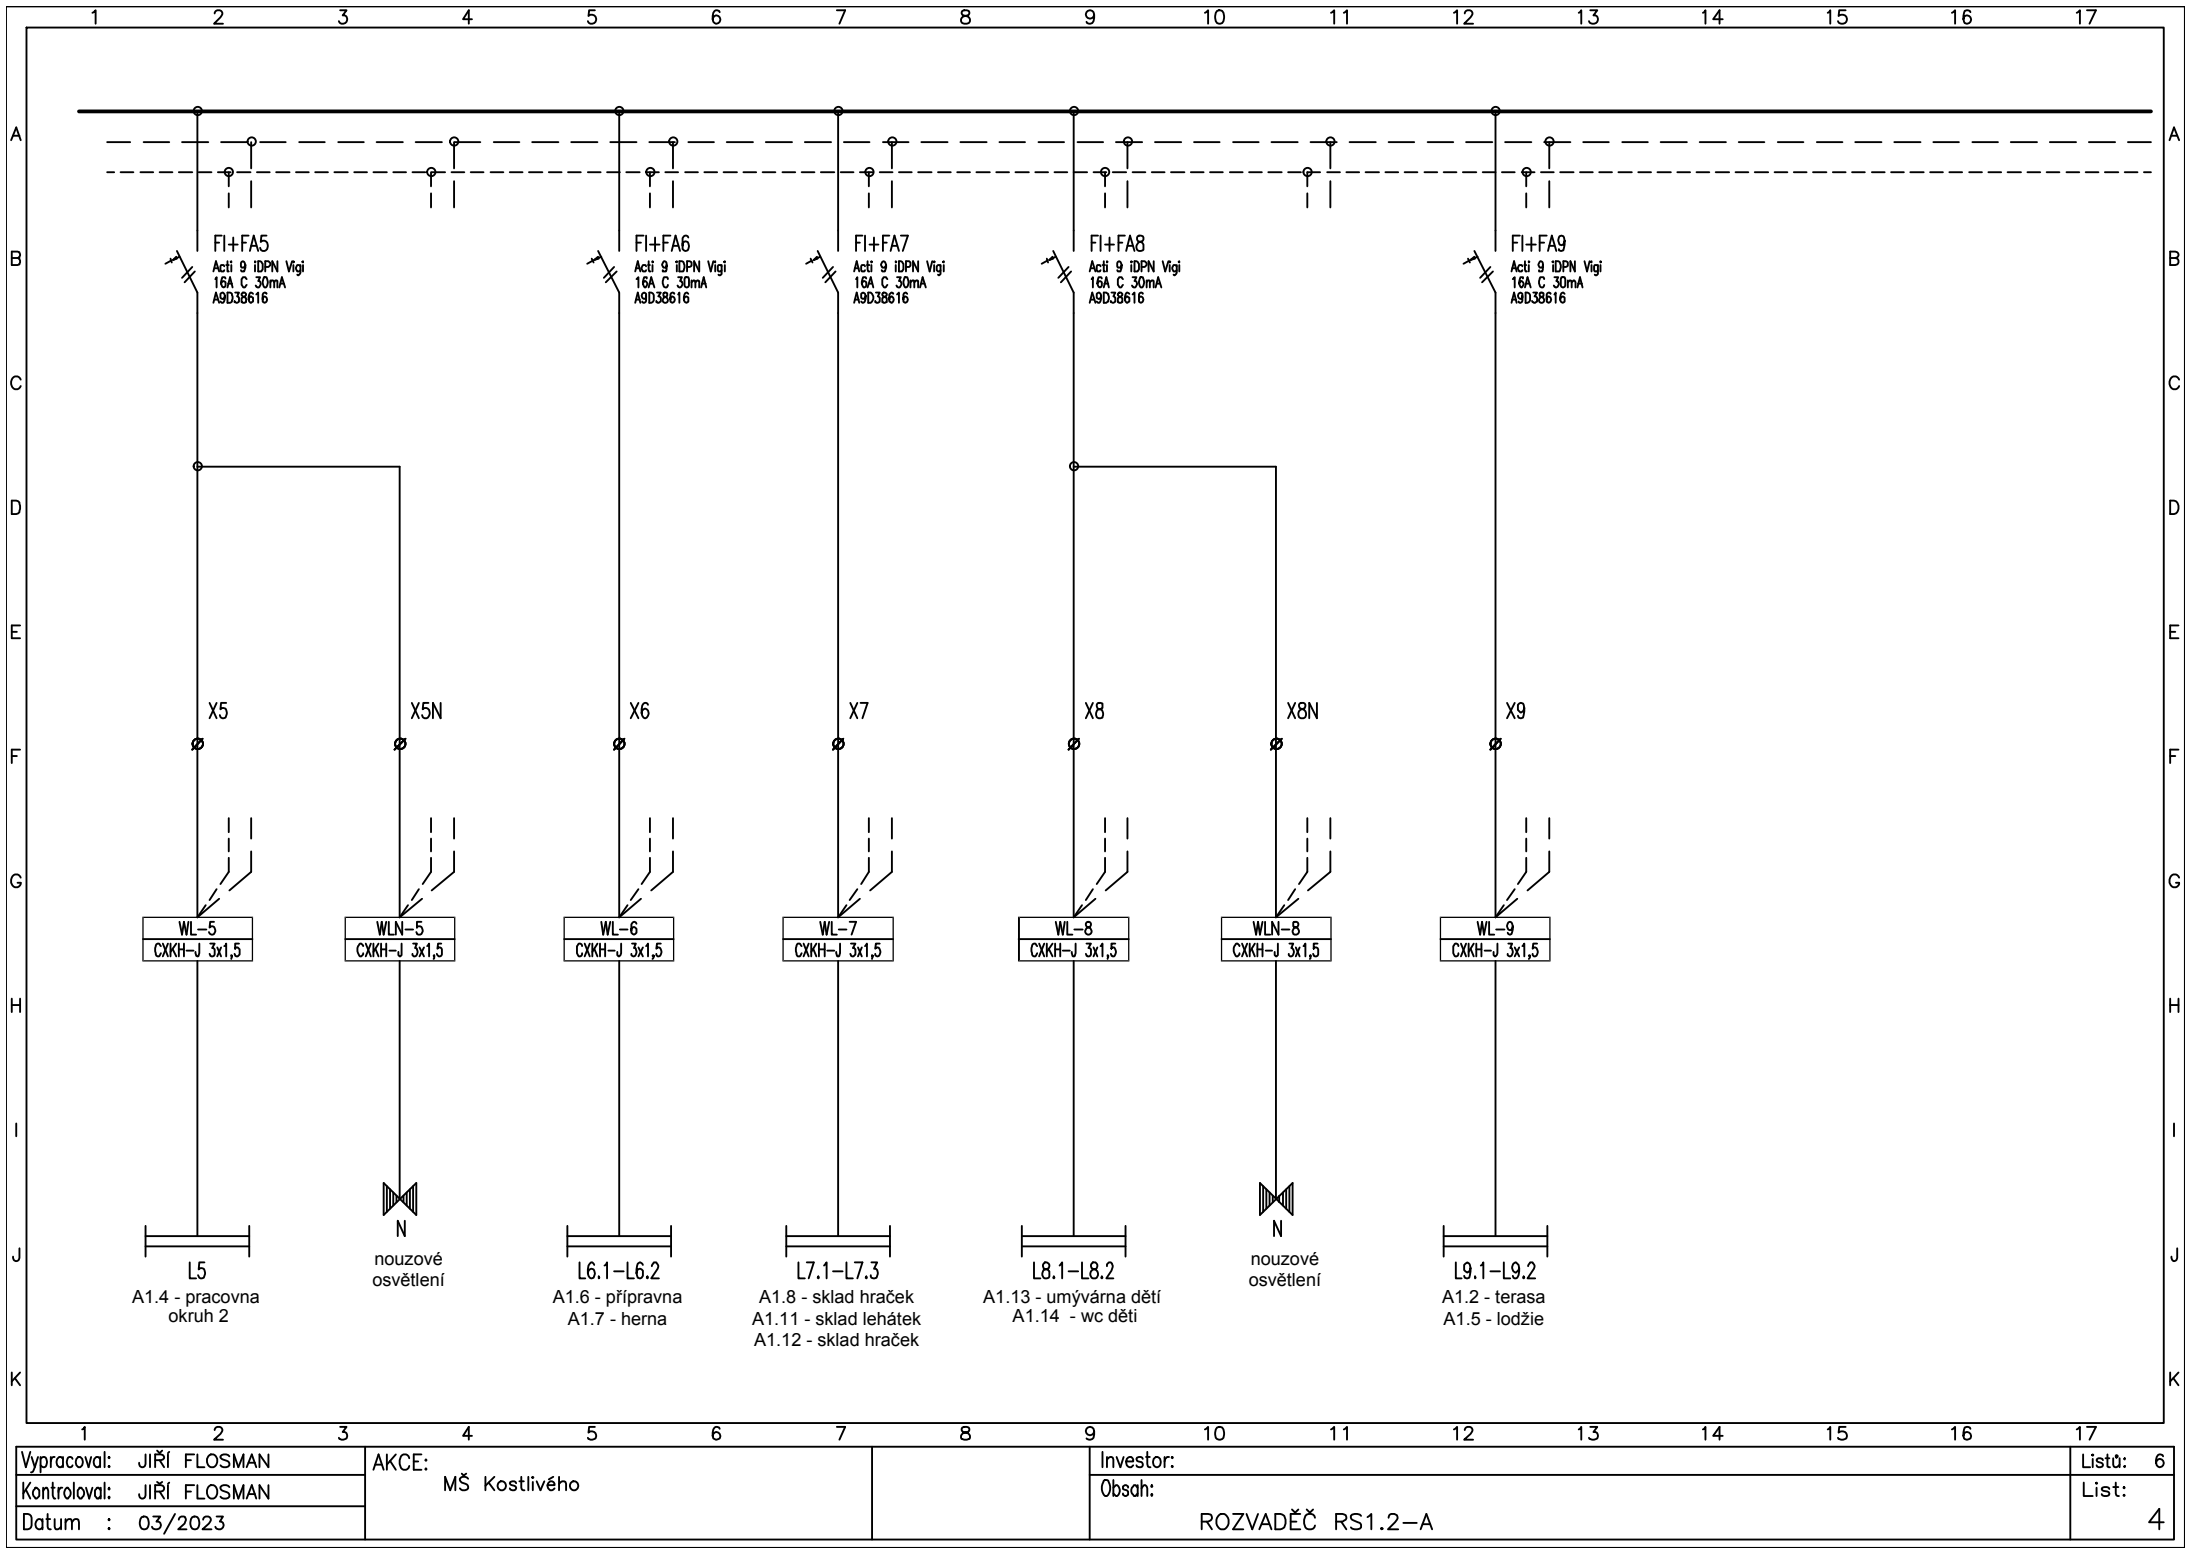 1 2 3 4 5 6 7 8 9 10 11 12 13 14 15 16 17
A A
FI+FA5 FI+FA6 FI+FA7 FI+FA8 FI+FA9
B B
Acti 9 iDPN Vigi Acti 9 iDPN Vigi Acti 9 iDPN Vigi Acti 9 iDPN Vigi Acti 9 iDPN Vigi
16A C 30mA 16A C 30mA 16A C 30mA 16A C 30mA 16A C 30mA
A9D38616 A9D38616 A9D38616 A9D38616 A9D38616
C C
D D
E E
X5 X5N X6 X7 X8 X8N X9
F F
G G
WL-5 WLN-5 WL-6 WL-7 WL-8 WLN-8 WL-9
CXKH-J 3x1,5 CXKH-J 3x1,5 CXKH-J 3x1,5 CXKH-J 3x1,5 CXKH-J 3x1,5 CXKH-J 3x1,5 CXKH-J 3x1,5
H H
I I
N N
J J
nouzové nouzové
osvětlení osvětlení
L5 L6.1-L6.2 L7.1-L7.3 L8.1-L8.2 L9.1-L9.2
A1.4 - pracovna A1.6 - přípravna A1.8 - sklad hraček A1.13 - umývárna dětí A1.2 - terasa
okruh 2 A1.7 - herna A1.11 - sklad lehátek A1.14 - wc děti A1.5 - lodžie
A1.12 - sklad hraček
K K
1 2 3 4 5 6 7 8 9 10 11 12 13 14 15 16 17
Vypracoval: JIŘÍ FLOSMAN
Kontroloval: JIŘÍ FLOSMAN
Datum : 03/2023
AKCE:
MŠ Kostlivého
Investor:
Obsah:
ROZVADĚČ RS1.2-A
Listů: 6
List:
4